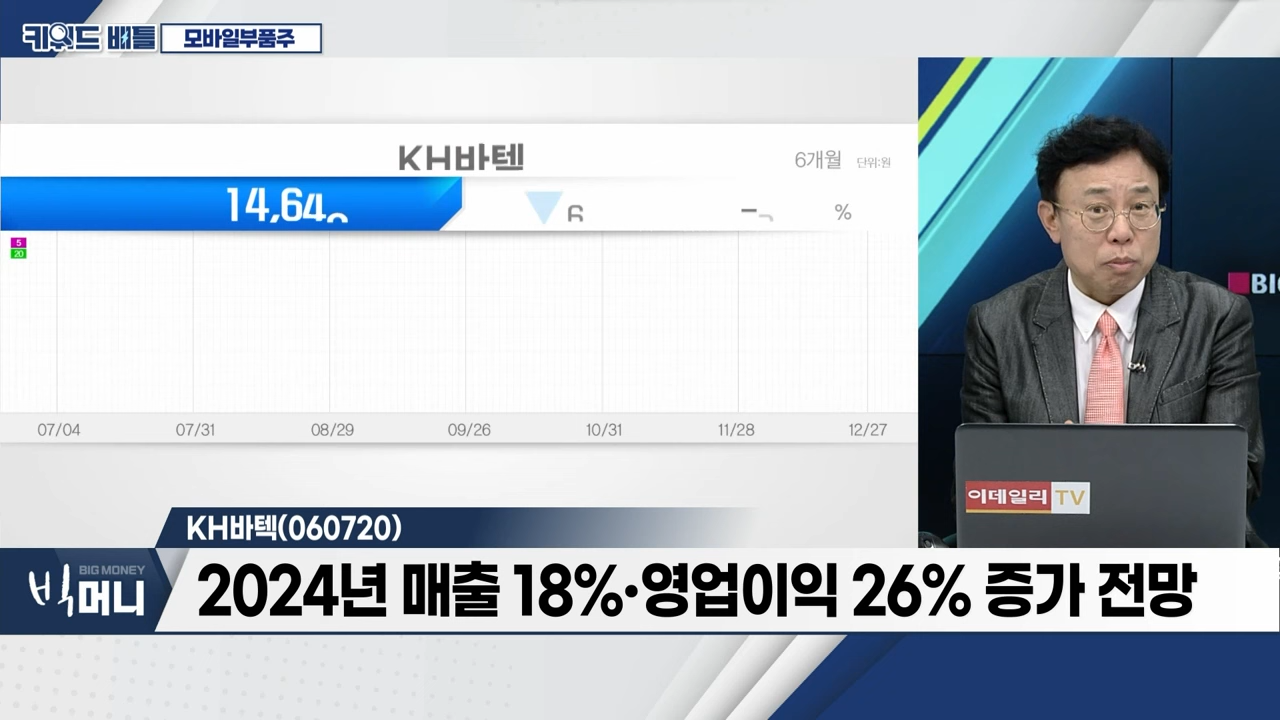 키워드 배틀 모바일부품주
KH바텍
6개월 단위:원
14,64
%
5
20
07/04 07/31 08/29 09/26 10/31 11/28 12/27
BIG
이데일리 TV
KH바텍(060720)
빅머니 BIG MONEY
2024년 매출 18%·영업이익 26% 증가 전망